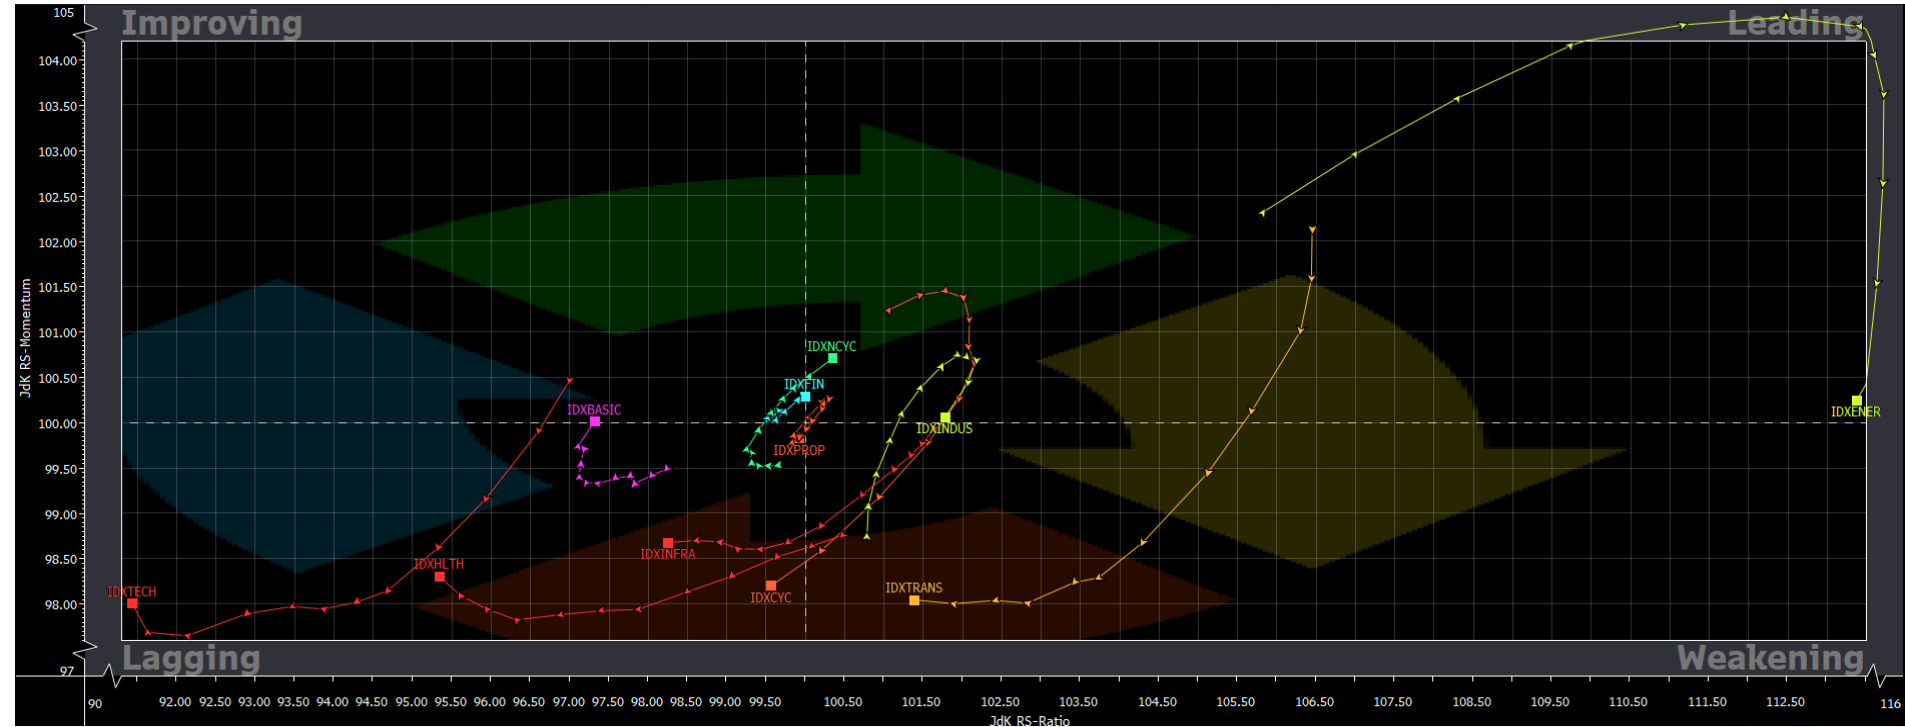 105
Improving
Leading
104.00
103.50
103.00
102.50
102.00
101.50
101.00
100.50
100.00
99.50
99.00
98.50
98.00
97
JdK RS-Momentum
IDXNCYC
IDXFIN
IDXBASIC
IDXENER
IDXINDUS
IDXPROP
IDXINFRA
IDXHLTH
IDXTECH
IDXCYC
IDXTRANS
Lagging
Weakening
90 92.00 92.50 93.00 93.50 94.00 94.50 95.00 95.50 96.00 96.50 97.00 97.50 98.00 98.50 99.00 99.50 100.50 101.50 102.50 103.50 104.50 105.50 106.50 107.50 108.50 109.50 110.50 111.50 112.50 116
JdK RS-Ratio